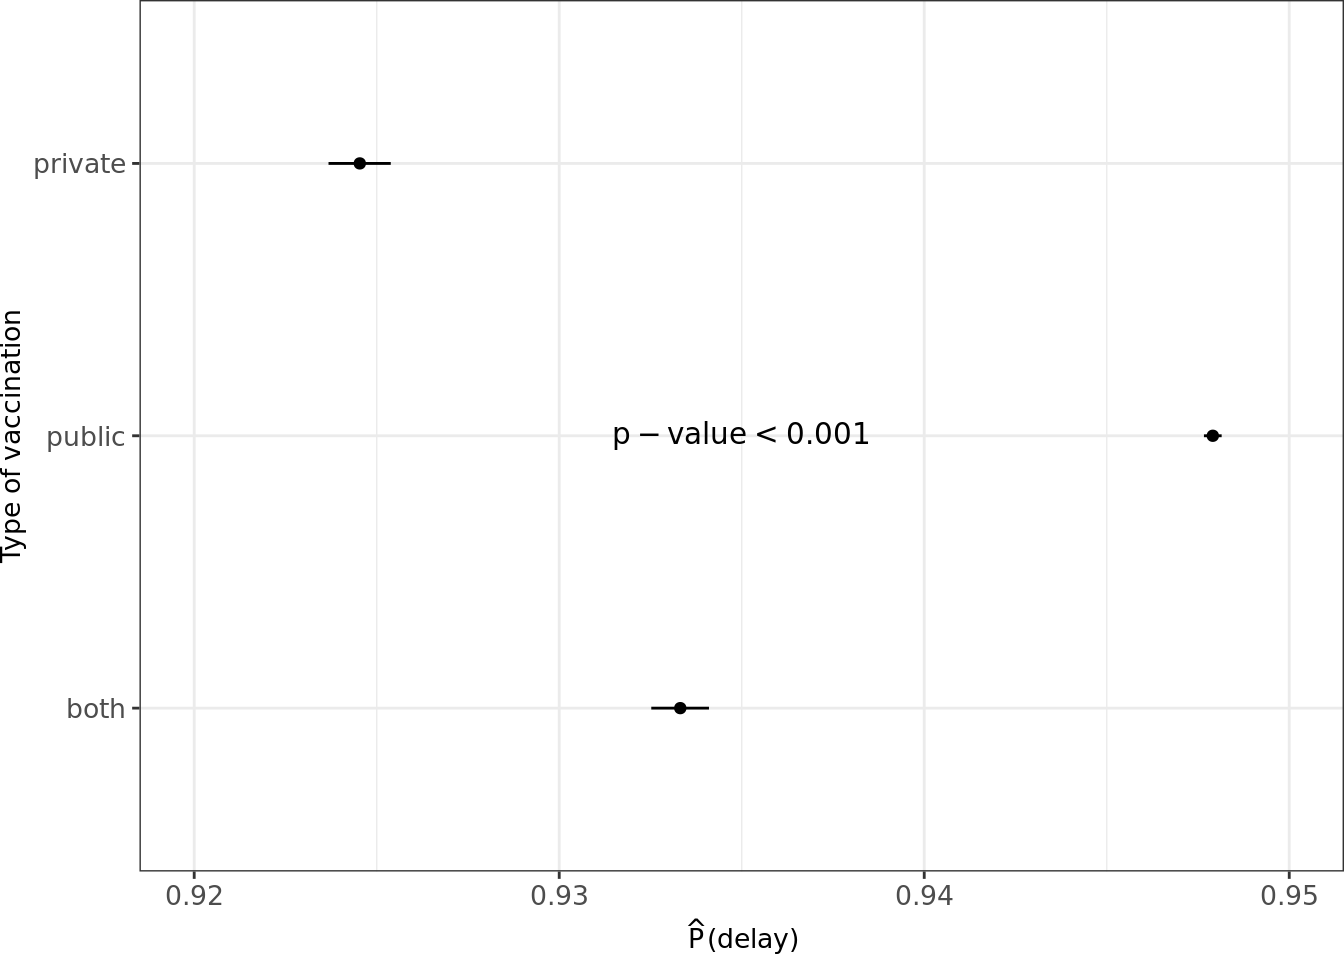 Type of vaccination
private
public
both
p − value < 0.001
0.92 0.93 0.94 0.95
P̂(delay)